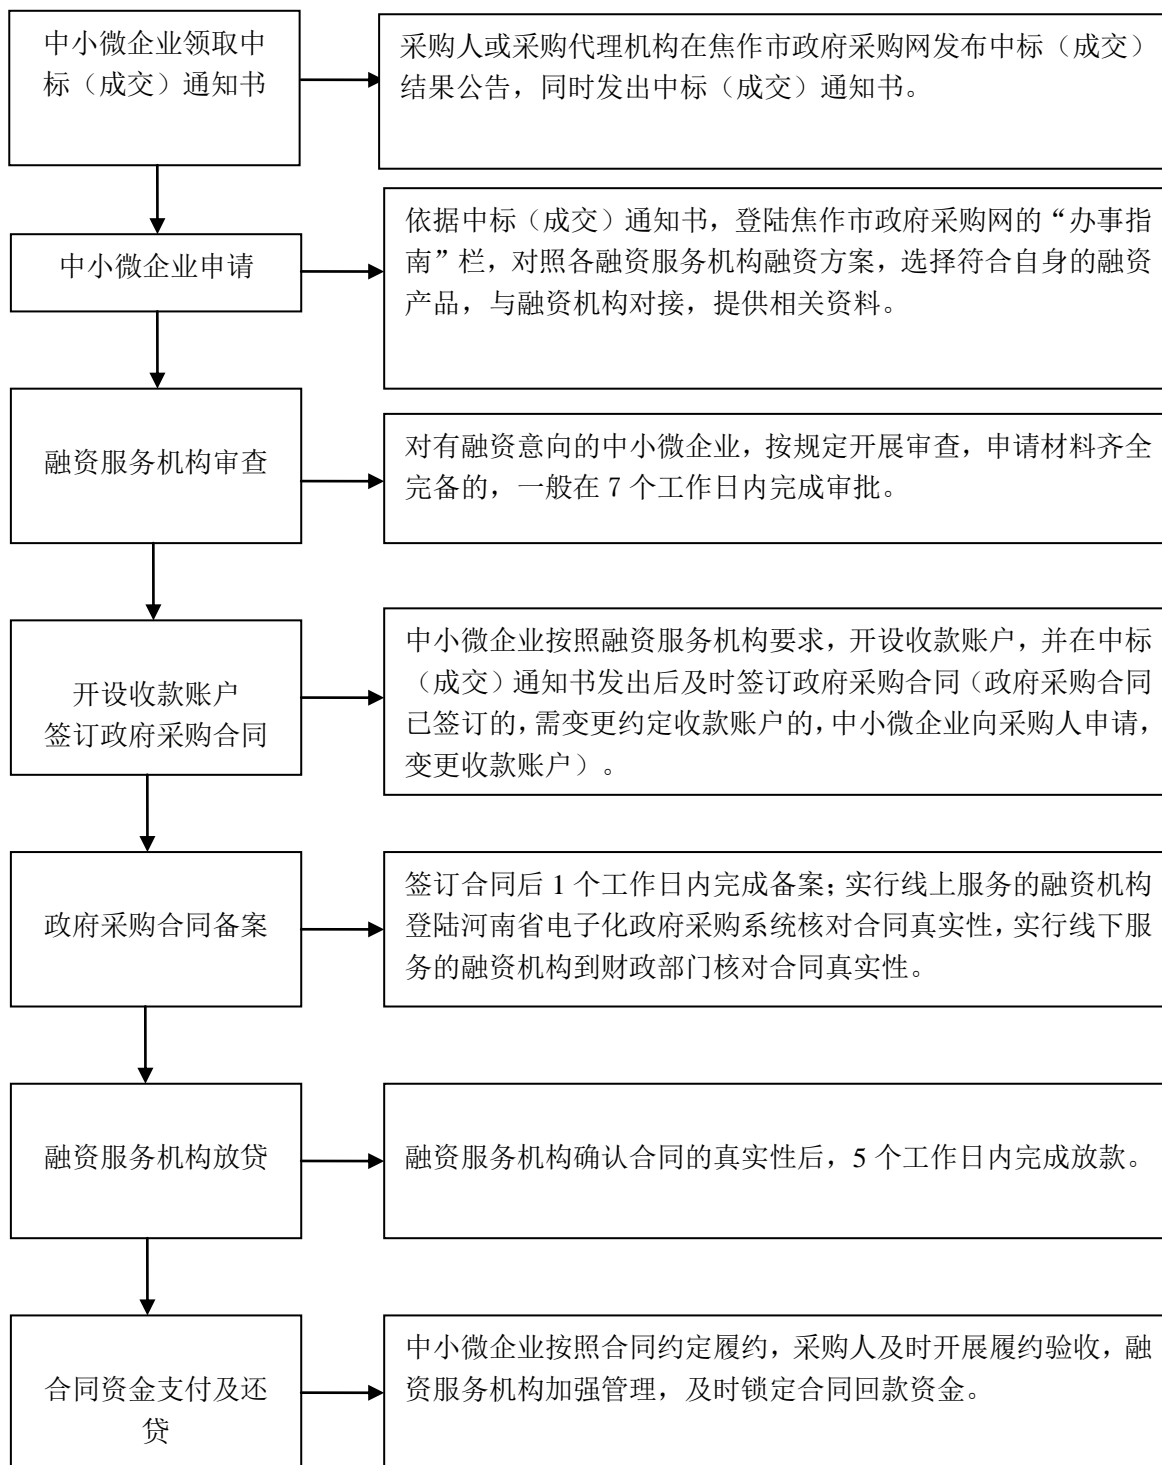 中小微企业领取中
标（成交）通知书
采购人或采购代理机构在焦作市政府采购网发布中标（成交）
结果公告，同时发出中标（成交）通知书。
中小微企业申请
依据中标（成交）通知书，登陆焦作市政府采购网的“办事指
南”栏，对照各融资服务机构融资方案，选择符合自身的融资
产品，与融资机构对接，提供相关资料。
融资服务机构审查
对有融资意向的中小微企业，按规定开展审查，申请材料齐全
完备的，一般在 7 个工作日内完成审批。
开设收款账户
签订政府采购合同
中小微企业按照融资服务机构要求，开设收款账户，并在中标
（成交）通知书发出后及时签订政府采购合同（政府采购合同
已签订的，需变更约定收款账户的，中小微企业向采购人申请，
变更收款账户）。
政府采购合同备案
签订合同后 1 个工作日内完成备案；实行线上服务的融资机构
登陆河南省电子化政府采购系统核对合同真实性，实行线下服
务的融资机构到财政部门核对合同真实性。
融资服务机构放贷
融资服务机构确认合同的真实性后，5 个工作日内完成放款。
合同资金支付及还
贷
中小微企业按照合同约定履约，采购人及时开展履约验收，融
资服务机构加强管理，及时锁定合同回款资金。